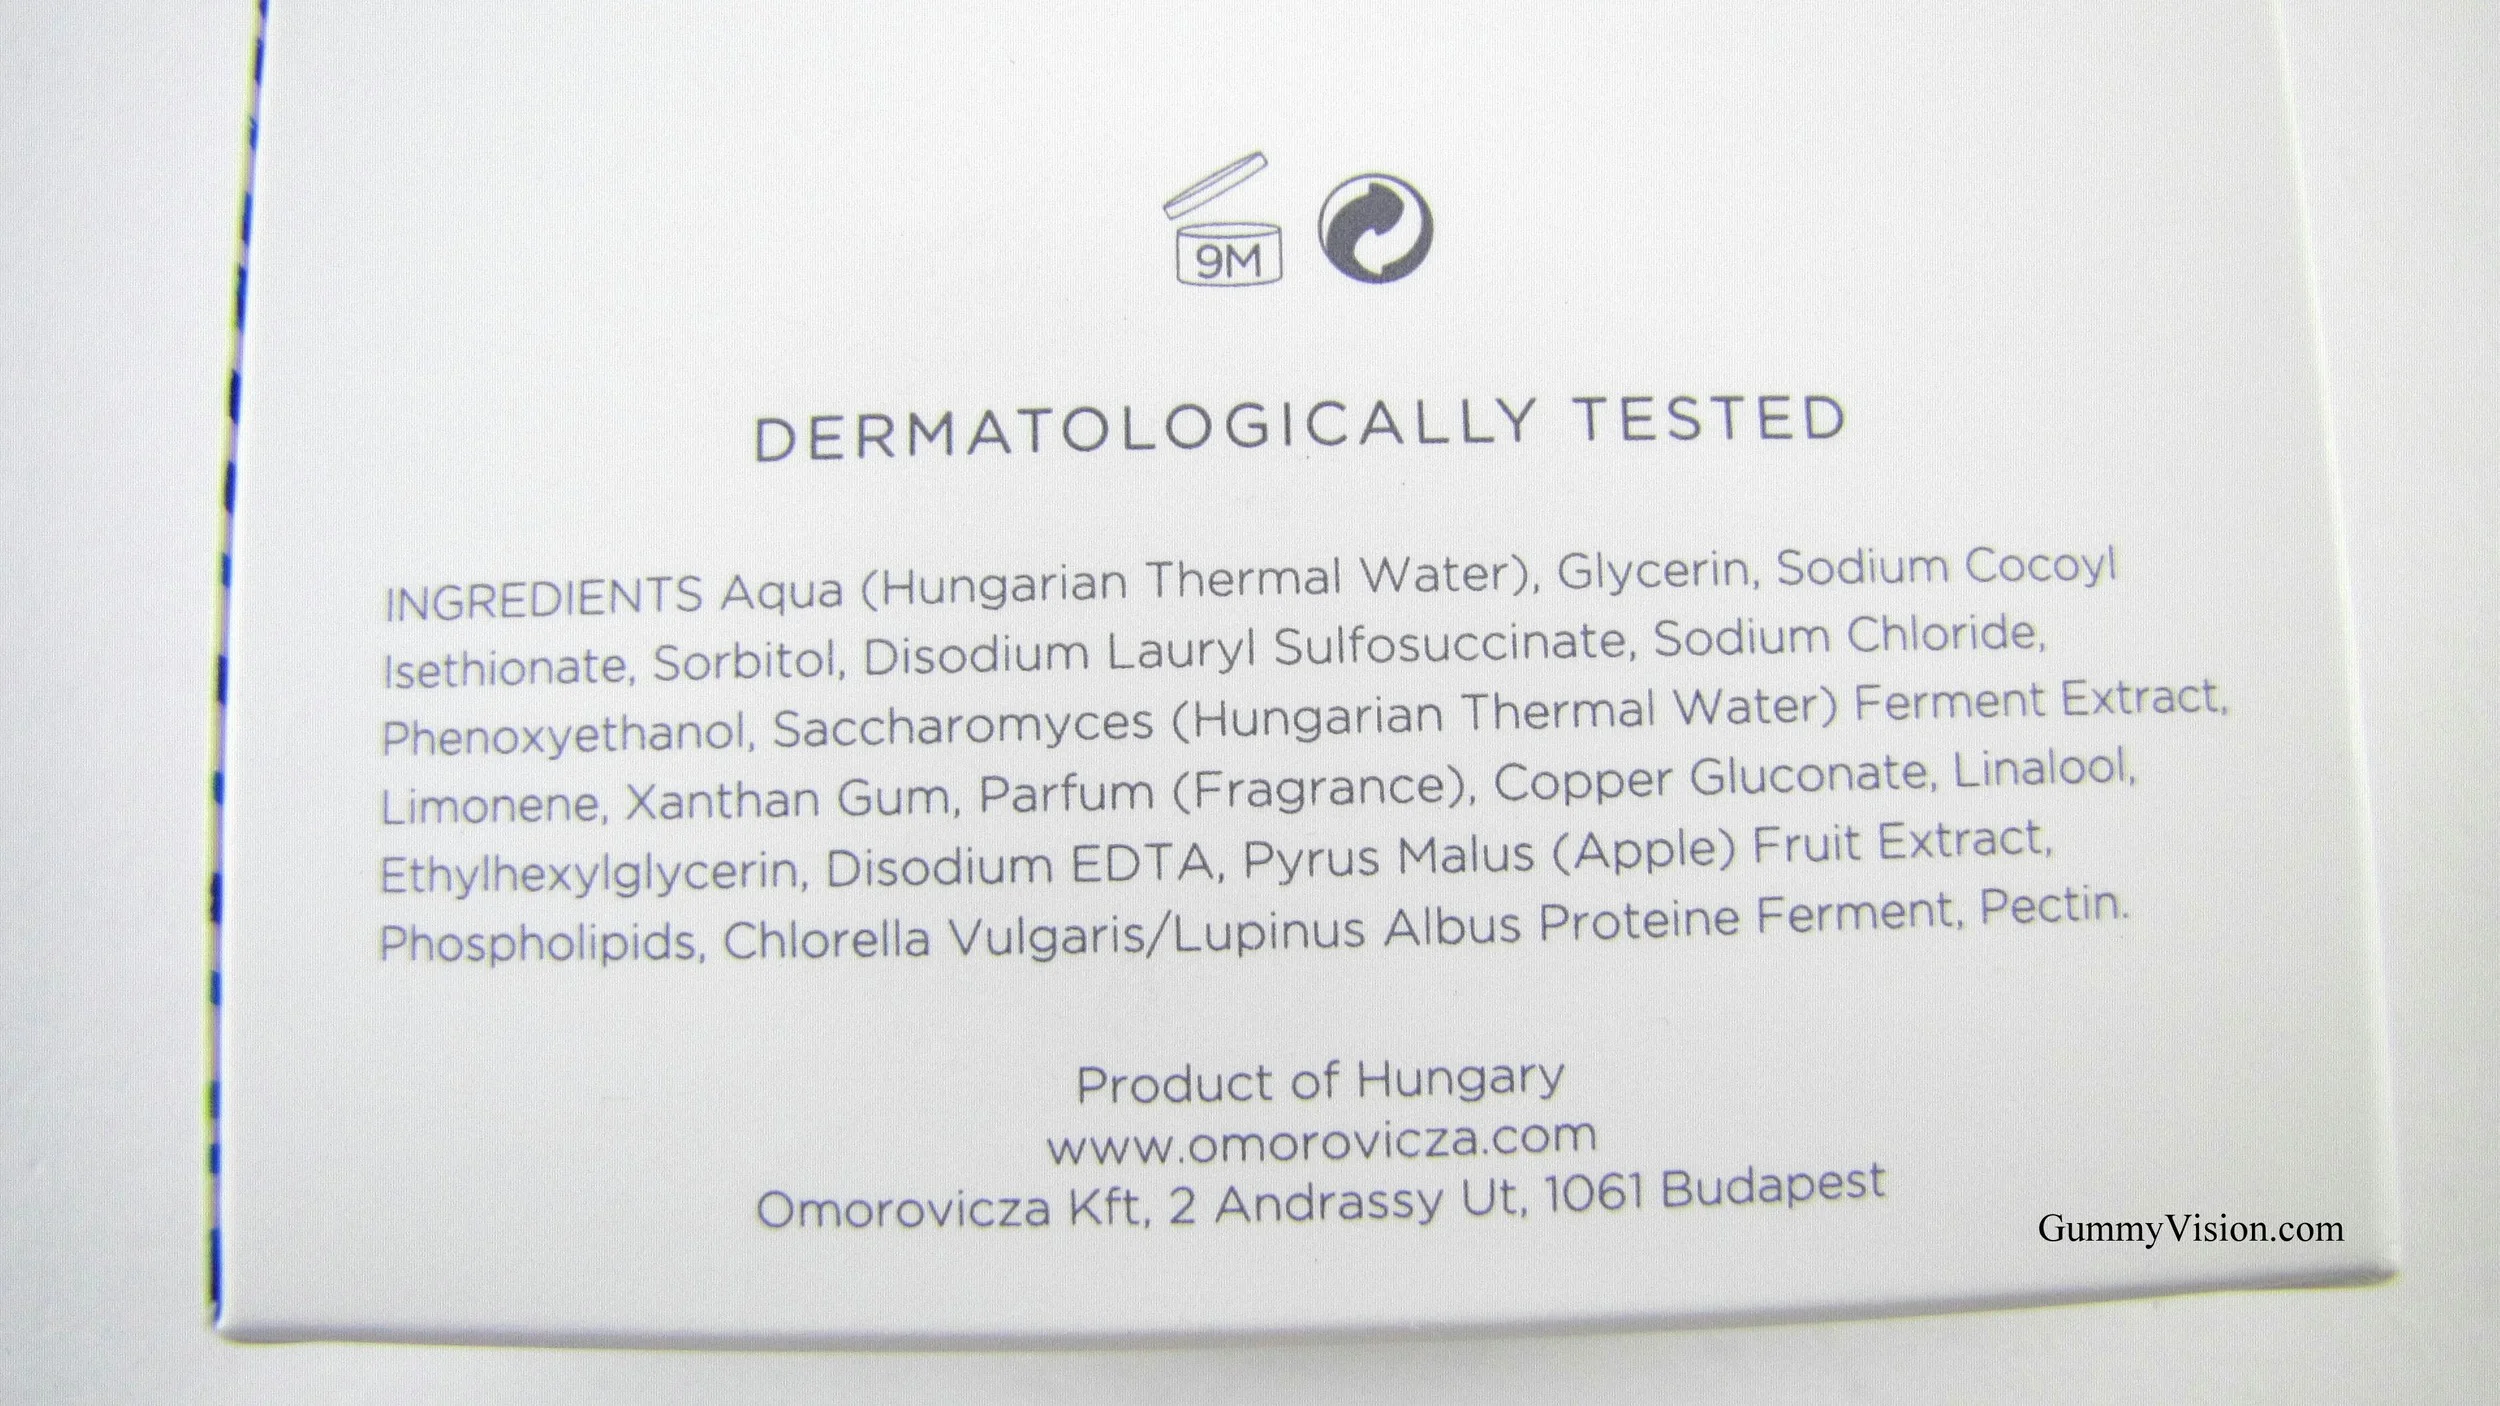 9M
DERMATOLOGICALLY TESTED
INGREDIENTS Aqua (Hungarian Thermal Water), Glycerin, Sodium Cocoyl
Isethionate, Sorbitol, Disodium Lauryl Sulfosuccinate, Sodium Chloride,
Phenoxyethanol, Saccharomyces (Hungarian Thermal Water) Ferment Extract,
Limonene, Xanthan Gum, Parfum (Fragrance), Copper Gluconate, Linalool,
Ethylhexylglycerin, Disodium EDTA, Pyrus Malus (Apple) Fruit Extract,
Phospholipids, Chlorella Vulgaris/Lupinus Albus Proteine Ferment, Pectin.
Product of Hungary
www.omorovicza.com
Omorovicza Kft, 2 Andrassy Ut, 1061 Budapest
GummyVision.com